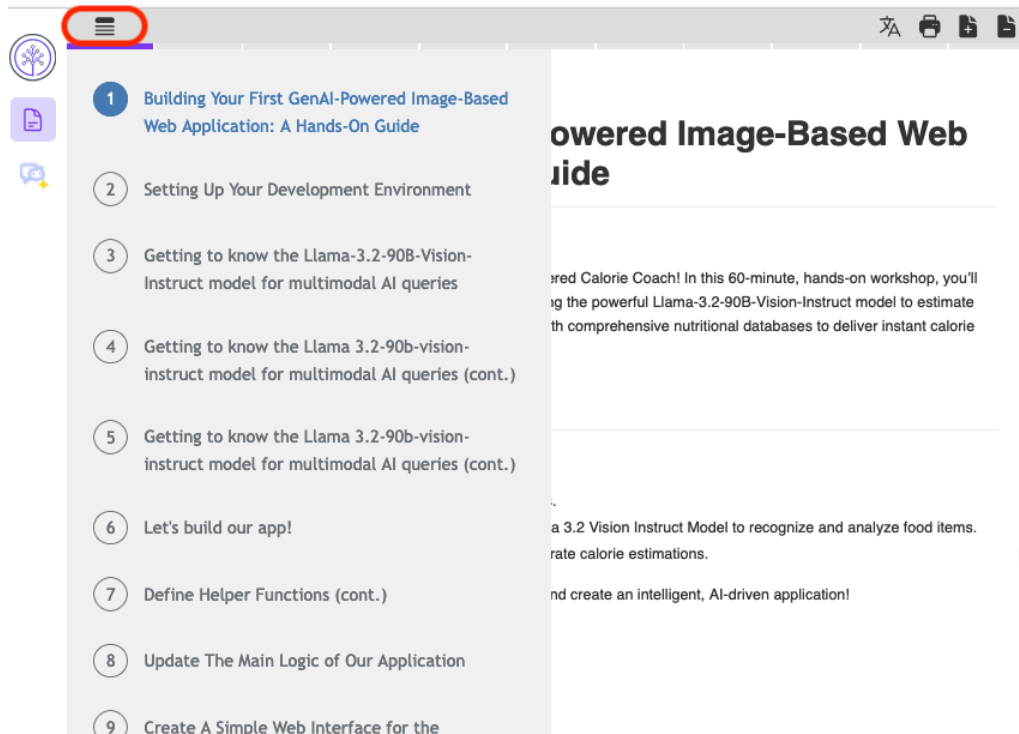 1
Building Your First GenAI-Powered Image-Based
Web Application: A Hands-On Guide
2
Setting Up Your Development Environment
3
Getting to know the Llama-3.2-90B-Vision-
Instruct model for multimodal AI queries
4
Getting to know the Llama 3.2-90b-vision-
instruct model for multimodal AI queries (cont.)
5
Getting to know the Llama 3.2-90b-vision-
instruct model for multimodal AI queries (cont.)
6
Let's build our app!
7
Define Helper Functions (cont.)
8
Update The Main Logic of Our Application
9
Create A Simple Web Interface for the
owered Image-Based Web
uide
ered Calorie Coach! In this 60-minute, hands-on workshop, you'll
ng the powerful Llama-3.2-90B-Vision-Instruct model to estimate
th comprehensive nutritional databases to deliver instant calorie
.
a 3.2 Vision Instruct Model to recognize and analyze food items.
rate calorie estimations.
nd create an intelligent, AI-driven application!